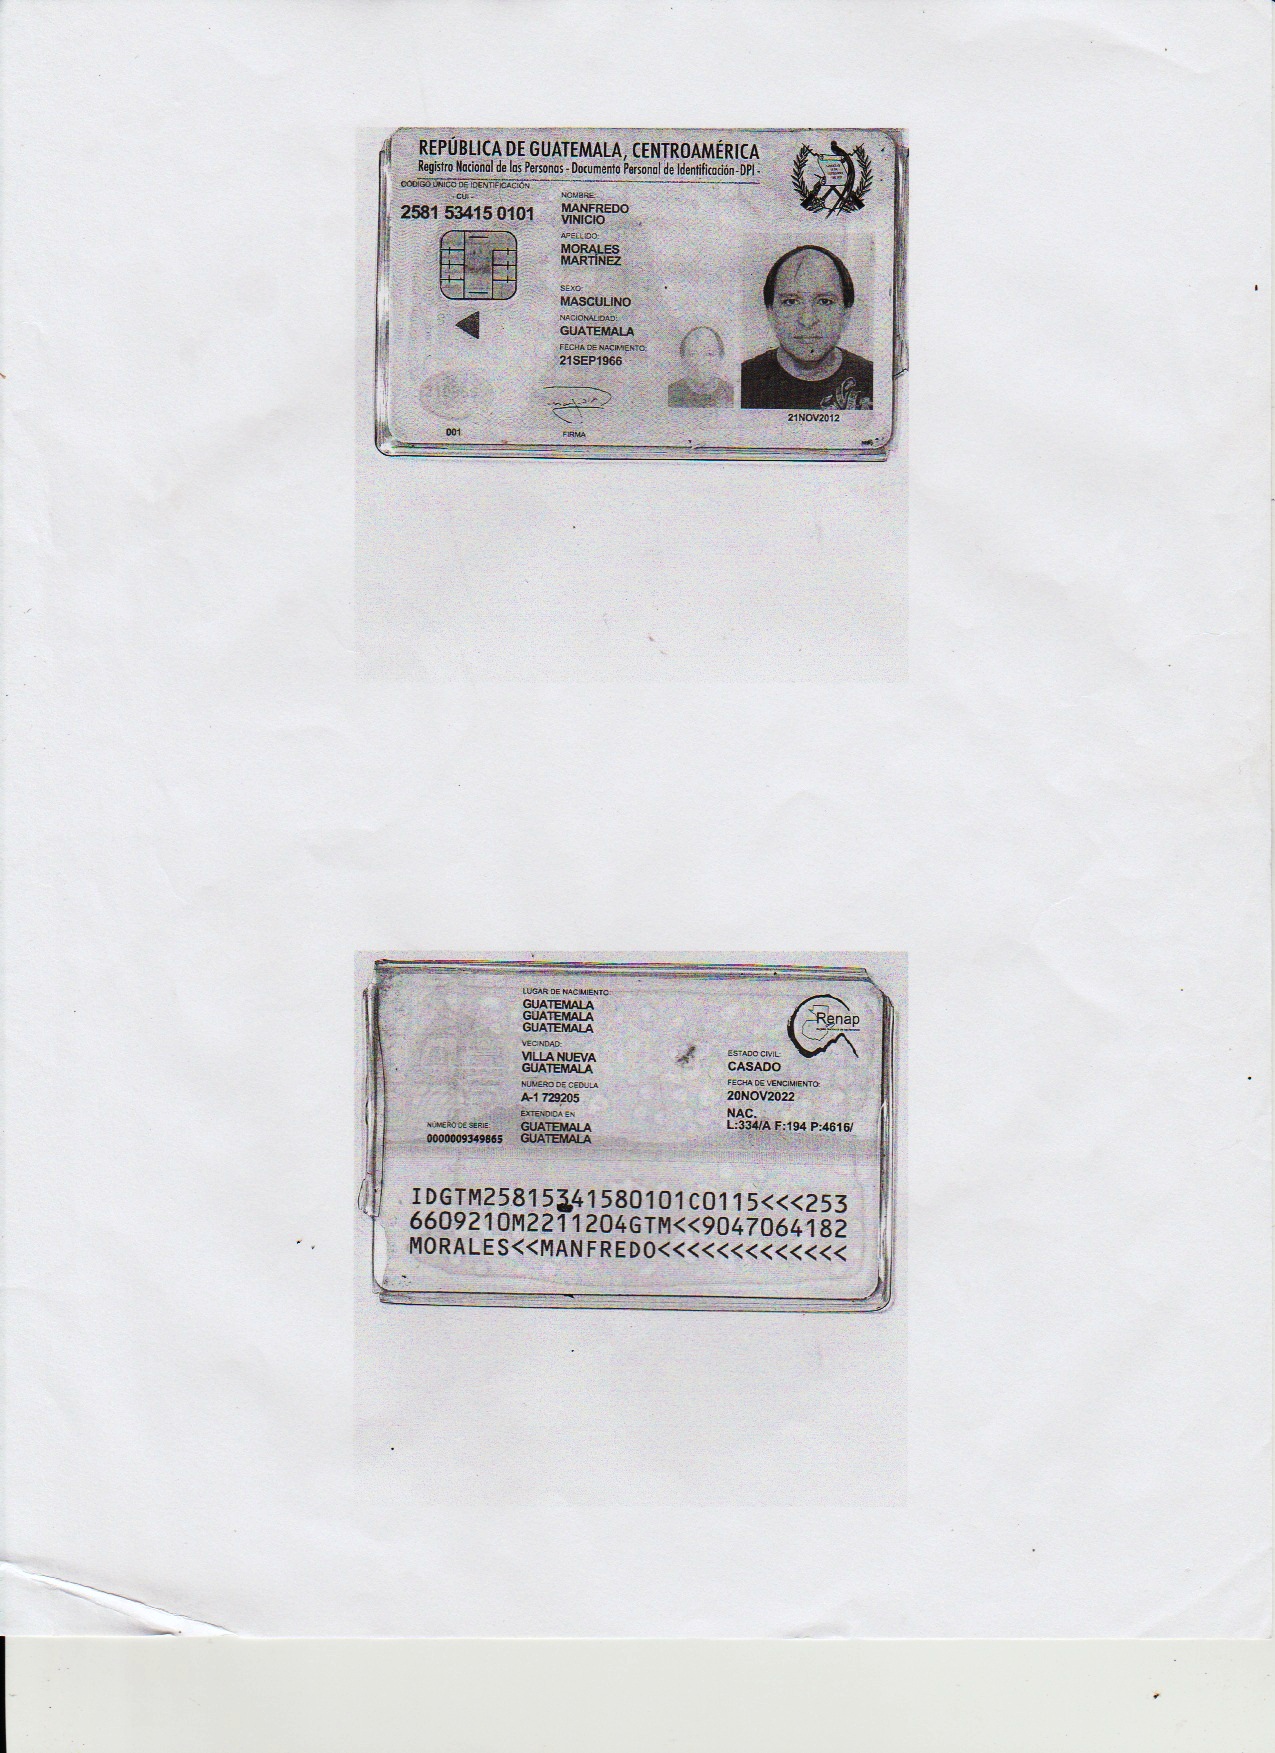 REPÚBLICA DE GUATEMALA, CENTROAMÉRICA
Registro Nacional de las Personas - Documento Personal de Identificación -DPI -
CÓDIGO ÚNICO DE IDENTIFICACIÓN
- CUI -
2581 53415 0101
NOMBRE:
MANFREDO
VINICIO
APELLIDO:
MORALES
MARTÍNEZ
SEXO:
MASCULINO
NACIONALIDAD:
GUATEMALA
FECHA DE NACIMIENTO:
21SEP1966
21NOV2012
001
FIRMA
LUGAR DE NACIMIENTO:
GUATEMALA
GUATEMALA
GUATEMALA
VECINDAD:
VILLA NUEVA
GUATEMALA
NÚMERO DE CÉDULA
A-1 729205
EXTENDIDA EN
GUATEMALA
GUATEMALA
NÚMERO DE SERIE:
0000009349865
Renap
ESTADO CIVIL:
CASADO
FECHA DE VENCIMIENTO:
20NOV2022
NAC.
L:334/A F:194 P:4616/
IDGTM25815341580101C0115<<<253
6609210M2211204GTM<<9047064182
MORALES<<MANFREDO<<<<<<<<<<<<<